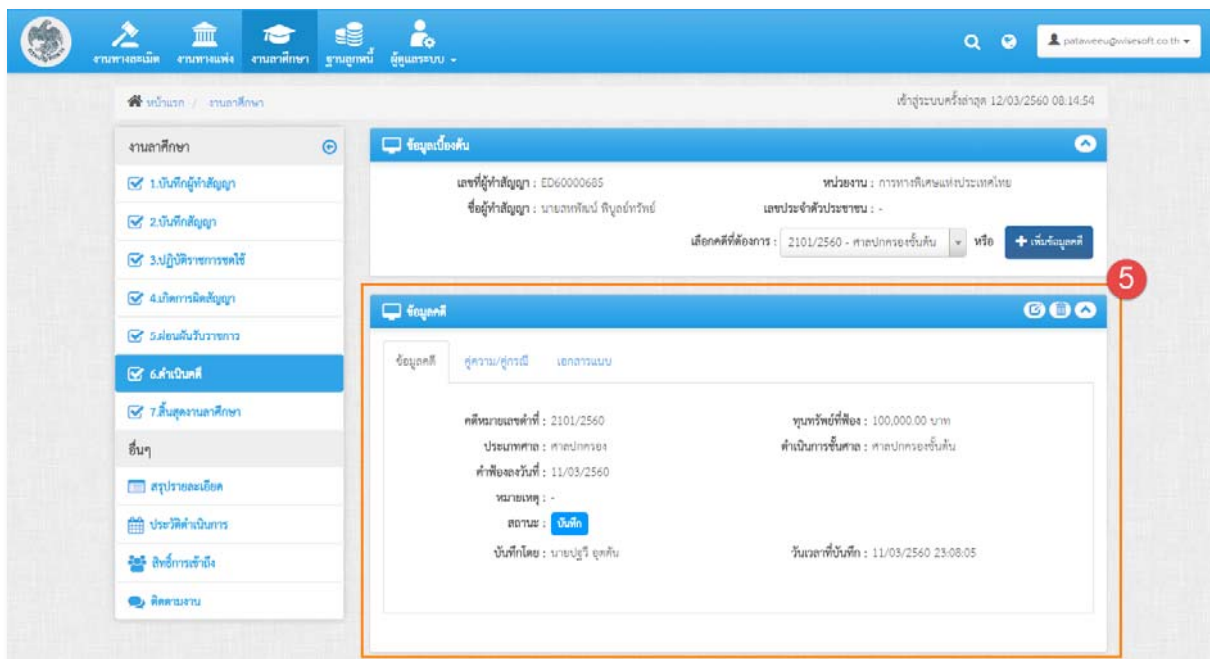 งานทางละเมิด งานทางแพ่ง งานลาศึกษา ฐานลูกหนี้ ผู้ดูแลระบบ pataweeu@wisesoft.co.th
หน้าแรก / งานลาศึกษา เข้าสู่ระบบครั้งล่าสุด 12/03/2560 08:14:54
งานลาศึกษา
1.บันทึกผู้ทำสัญญา
2.บันทึกสัญญา
3.ปฏิบัติราชการชดใช้
4.เกิดการผิดสัญญา
5.ผ่อนผันรับราชการ
6.ดำเนินคดี
7.สิ้นสุดงานลาศึกษา
อื่นๆ
สรุปรายละเอียด
ประวัติดำเนินการ
สิทธิ์การเข้าถึง
ติดตามงาน
ข้อมูลเบื้องต้น
เลขที่ผู้ทำสัญญา : ED60000685 หน่วยงาน : การทางพิเศษแห่งประเทศไทย
ชื่อผู้ทำสัญญา : นายสหพัฒน์ พิบูลย์ทรัพย์ เลขประจำตัวประชาชน : -
เลือกคดีที่ต้องการ : 2101/2560 - ศาลปกครองชั้นต้น หรือ เพิ่มข้อมูลคดี
5
ข้อมูลคดี
ข้อมูลคดี คู่ความ/คู่กรณี เอกสารแนบ
คดีหมายเลขดำที่ : 2101/2560 ทุนทรัพย์ที่ฟ้อง : 100,000.00 บาท
ประเภทศาล : ศาลปกครอง ดำเนินการชั้นศาล : ศาลปกครองชั้นต้น
คำฟ้องลงวันที่ : 11/03/2560
หมายเหตุ : -
สถานะ : บันทึก
บันทึกโดย : นายปฐวี อุตตัน วันเวลาที่บันทึก : 11/03/2560 23:08:05